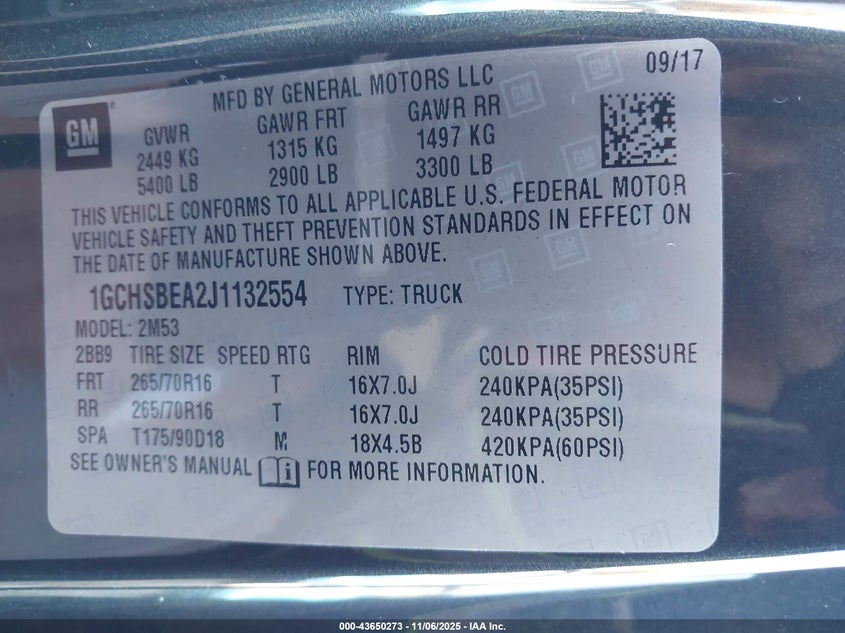 MFD BY GENERAL MOTORS LLC 09/17
GM
GVWR GAWR FRT GAWR RR
2449 KG 1315 KG 1497 KG
5400 LB 2900 LB 3300 LB
THIS VEHICLE CONFORMS TO ALL APPLICABLE U.S. FEDERAL MOTOR
VEHICLE SAFETY AND THEFT PREVENTION STANDARDS IN EFFECT ON
THE DATE OF MANUFACTURE SHOWN ABOVE.
1GCHSBEA2J1132554 TYPE: TRUCK
MODEL: 2M53
2BB9 TIRE SIZE SPEED RTG RIM COLD TIRE PRESSURE
FRT 265/70R16 T 16X7.0J 240KPA(35PSI)
RR 265/70R16 T 16X7.0J 240KPA(35PSI)
SPA T175/90D18 M 18X4.5B 420KPA(60PSI)
SEE OWNER'S MANUAL FOR MORE INFORMATION.
000-43650273 - 11/06/2025 - IAA Inc.